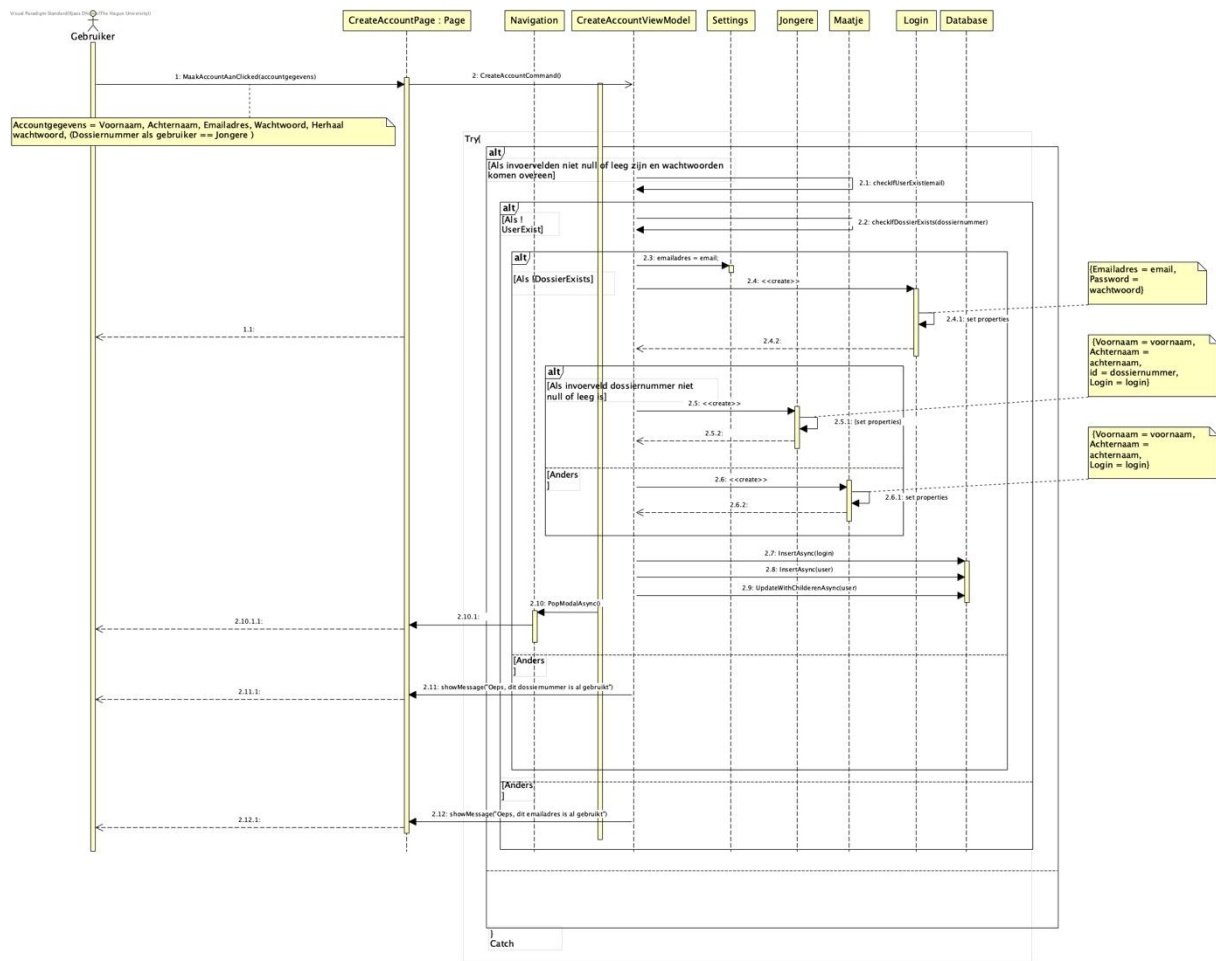 Visual Paradigm Standard(Sjaas Zhu(The Hague University)
Gebruiker
CreateAccountPage : Page
Navigation
CreateAccountViewModel
Settings
Jongere
Maatje
Login
Database
1: MaakAccountAanClicked(accountgegevens)
2: CreateAccountCommand()
Accountgegevens = Voornaam, Achternaam, Emailadres, Wachtwoord, Herhaal
wachtwoord, (Dossiernummer als gebruiker == Jongere )
Try{
alt
[Als invoervelden niet null of leeg zijn en wachtwoorden
komen overeen]
2.1: checkIfUserExist(email)
alt
[Als !
UserExist]
2.2: checkIfDossierExists(dossiernummer)
alt
[Als !DossierExists]
2.3: emailadres = email;
2.4: <<create>>
{Emailadres = email,
Password =
wachtwoord}
2.4.1: set properties
1.1:
2.4.2:
{Voornaam = voornaam,
Achternaam =
achternaam,
id = dossiernummer,
Login = login}
alt
[Als invoerveld dossiernummer niet
null of leeg is]
2.5: <<create>>
2.5.1: (set properties)
2.5.2:
{Voornaam = voornaam,
Achternaam =
achternaam,
Login = login}
[Anders
]
2.6: <<create>>
2.6.1: set properties
2.6.2:
2.7: InsertAsync(login)
2.8: InsertAsync(user)
2.9: UpdateWithChilderenAsync(user)
2.10: PopModalAsync()
2.10.1:
2.10.1.1:
[Anders
]
2.11: showMessage("Oeps, dit dossiernummer is al gebruikt")
2.11.1:
[Anders
]
2.12: showMessage("Oeps, dit emailadres is al gebruikt")
2.12.1:
}
Catch